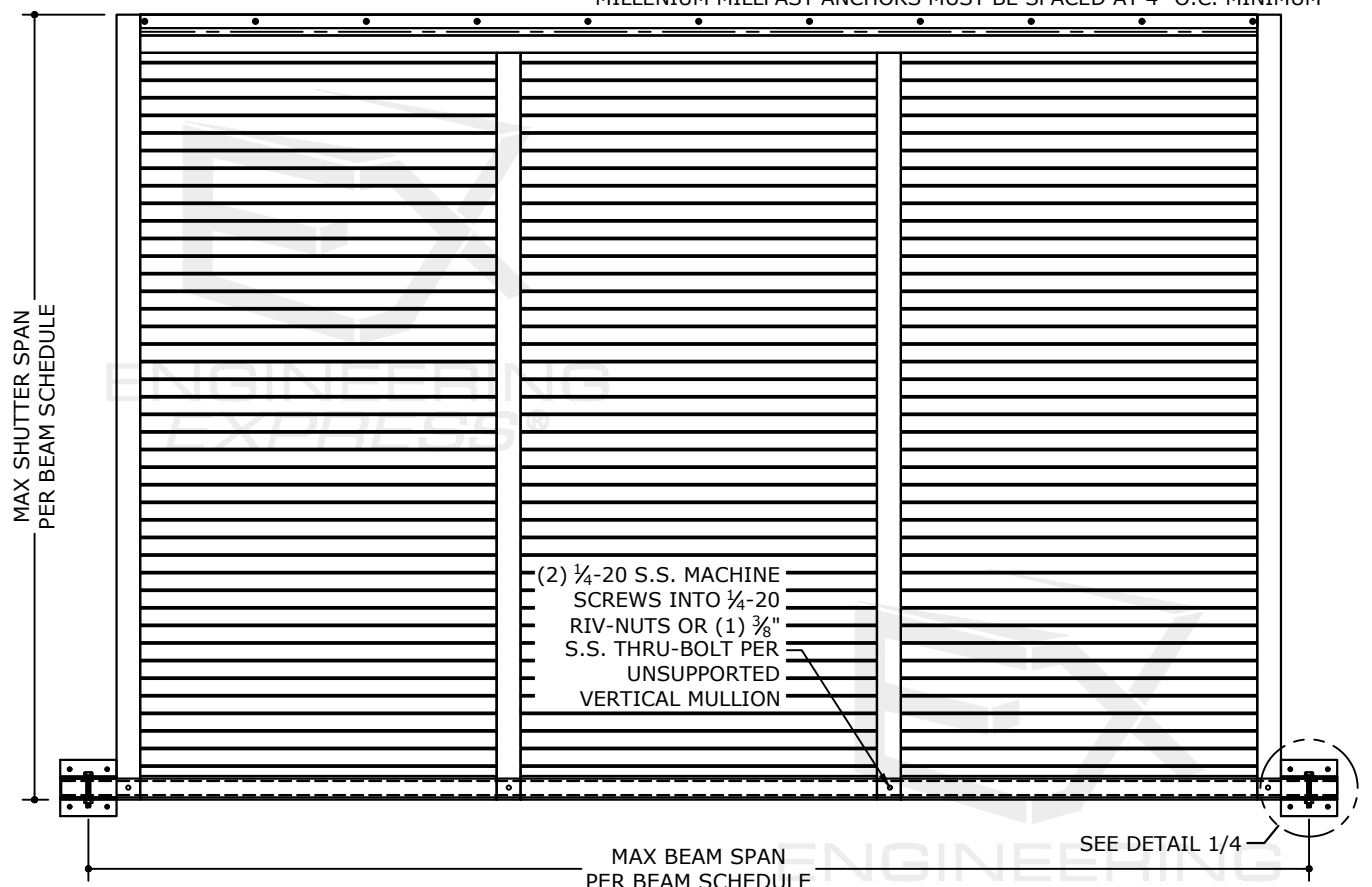 MILLENIUM MILLFAST ANCHORS MUST BE SPACED AT 4" O.C. MINIMUM
MAX SHUTTER SPAN
PER BEAM SCHEDULE
ENGINEERING
EXPRESS®
(2) ¼-20 S.S. MACHINE
SCREWS INTO ¼-20
RIV-NUTS OR (1) ⅜"
S.S. THRU-BOLT PER
UNSUPPORTED
VERTICAL MULLION
SEE DETAIL 1/4
MAX BEAM SPAN
PER BEAM SCHEDULE
ENGINEERING